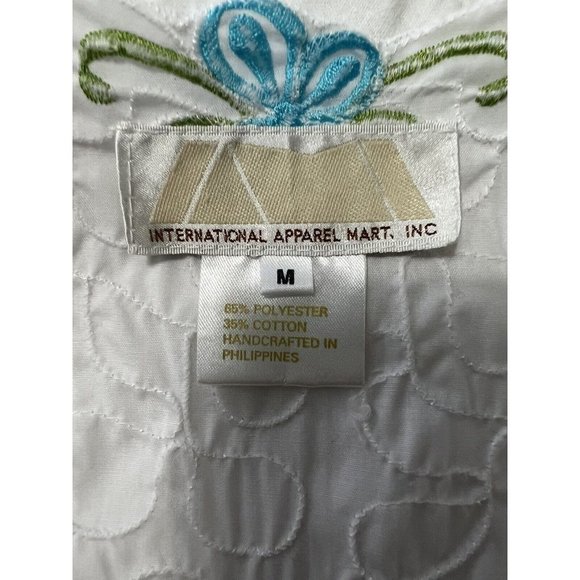 INTERNATIONAL APPAREL MART. INC
M
65% POLYESTER
35% COTTON
HANDCRAFTED IN
PHILIPPINES